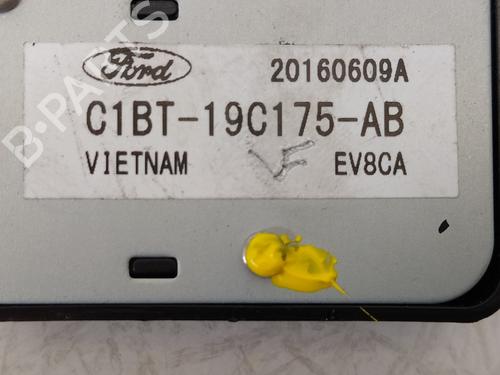 B-PARTS
Ford 20160609A
C1BT-19C175-AB
VIETNAM EV8CA